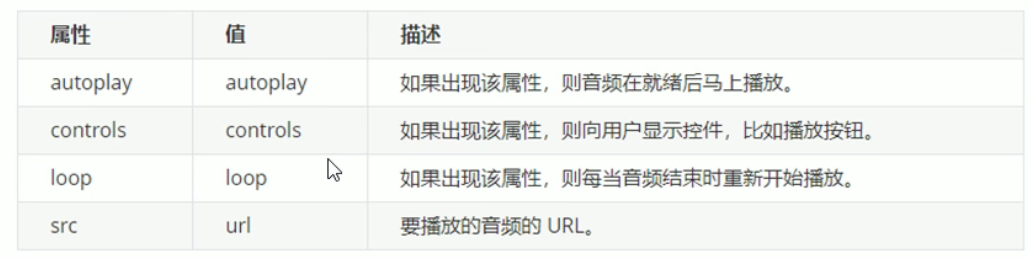 属性 值 描述
autoplay autoplay 如果出现该属性，则音频在就绪后马上播放。
controls controls 如果出现该属性，则向用户显示控件，比如播放按钮。
loop loop 如果出现该属性，则每当音频结束时重新开始播放。
src url 要播放的音频的 URL。